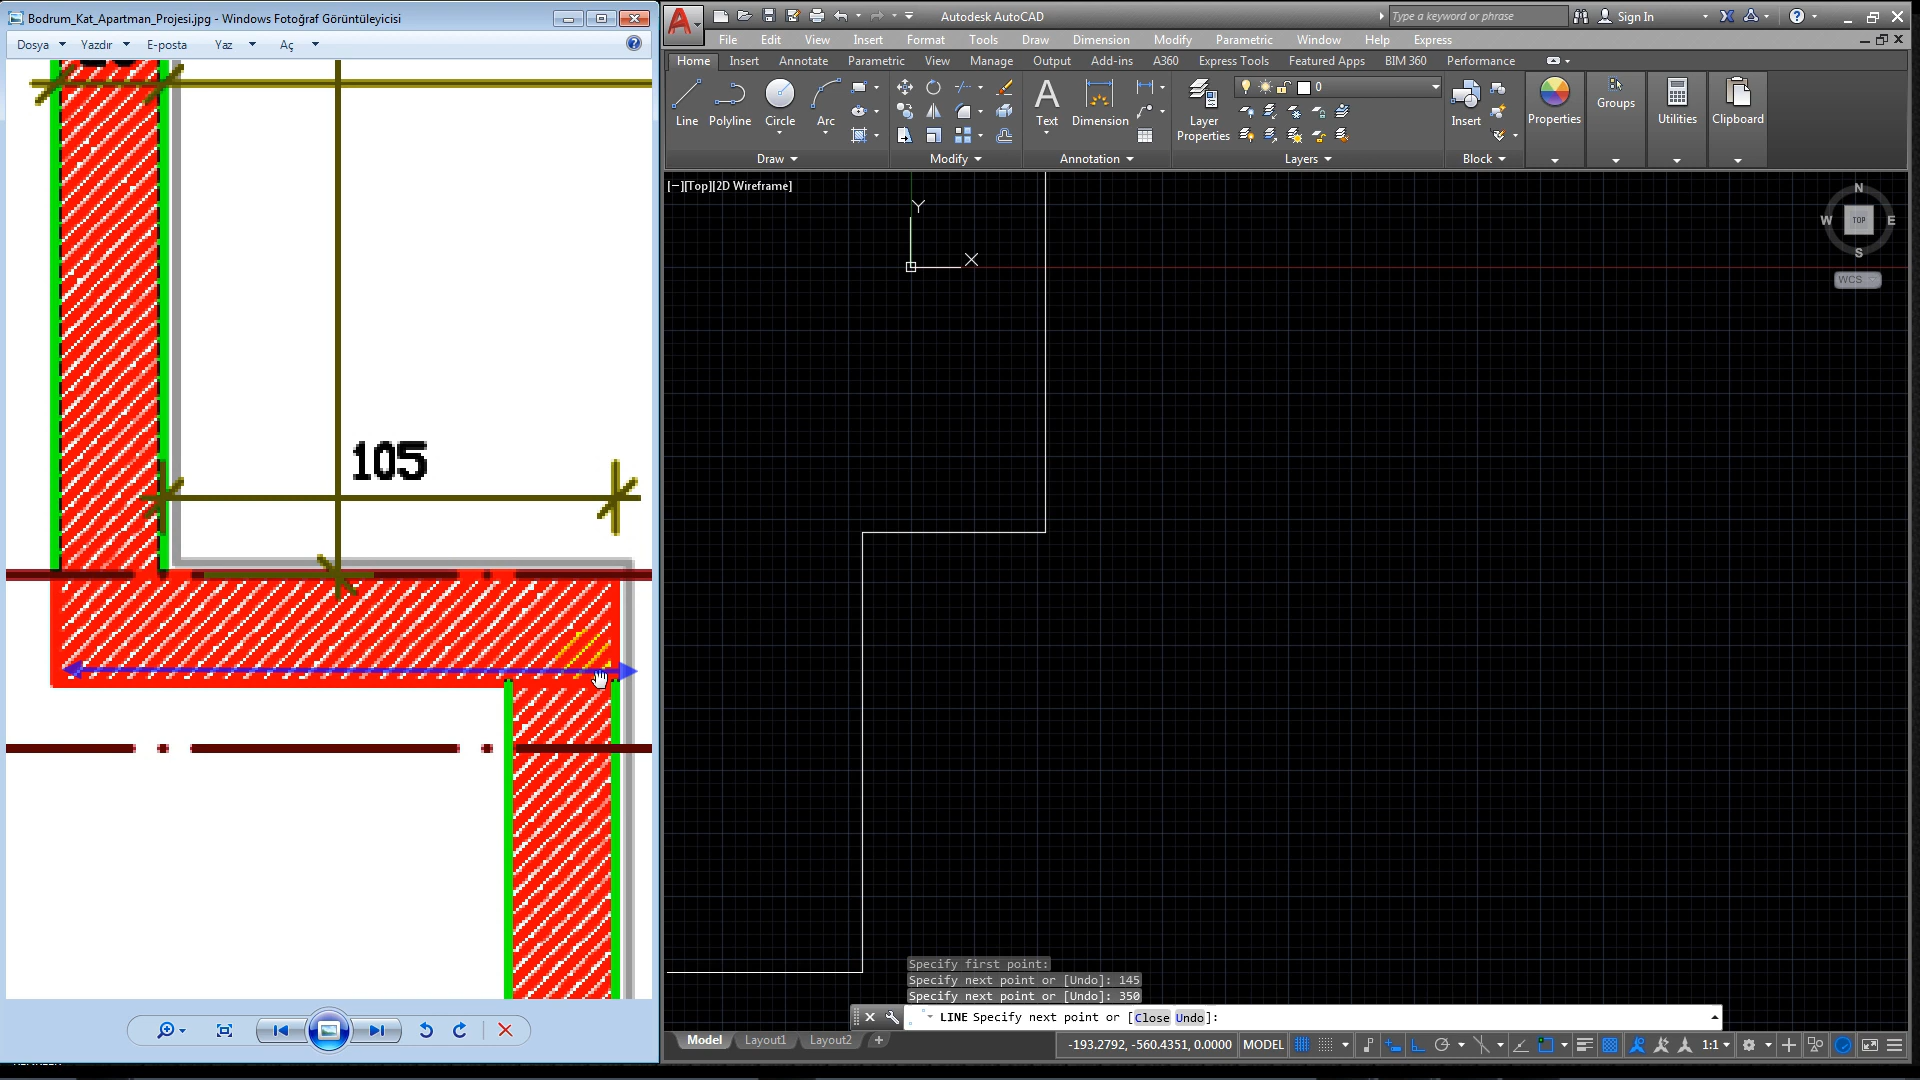 Bodrum_Kat_Apartman_Projesi.jpg - Windows Fotoğraf Görüntüleyicisi
Dosya Yazdır E-posta Yaz Aç
105
Autodesk AutoCAD
Type a keyword or phrase
Sign In
File Edit View Insert Format Tools Draw Dimension Modify Parametric Window Help Express
Home Insert Annotate Parametric View Manage Output Add-ins A360 Express Tools Featured Apps BIM 360 Performance
Line Polyline Circle Arc
Text Dimension
Layer Properties
0
Insert
Properties
Groups
Utilities
Clipboard
Draw Modify Annotation Layers Block
[−][Top][2D Wireframe]
Y
X
N
W TOP E
S
WCS
Specify first point:
Specify next point or [Undo]: 145
Specify next point or [Undo]: 350
LINE Specify next point or [Close Undo]:
Model Layout1 Layout2 +
-193.2792, -560.4351, 0.0000 MODEL 1:1